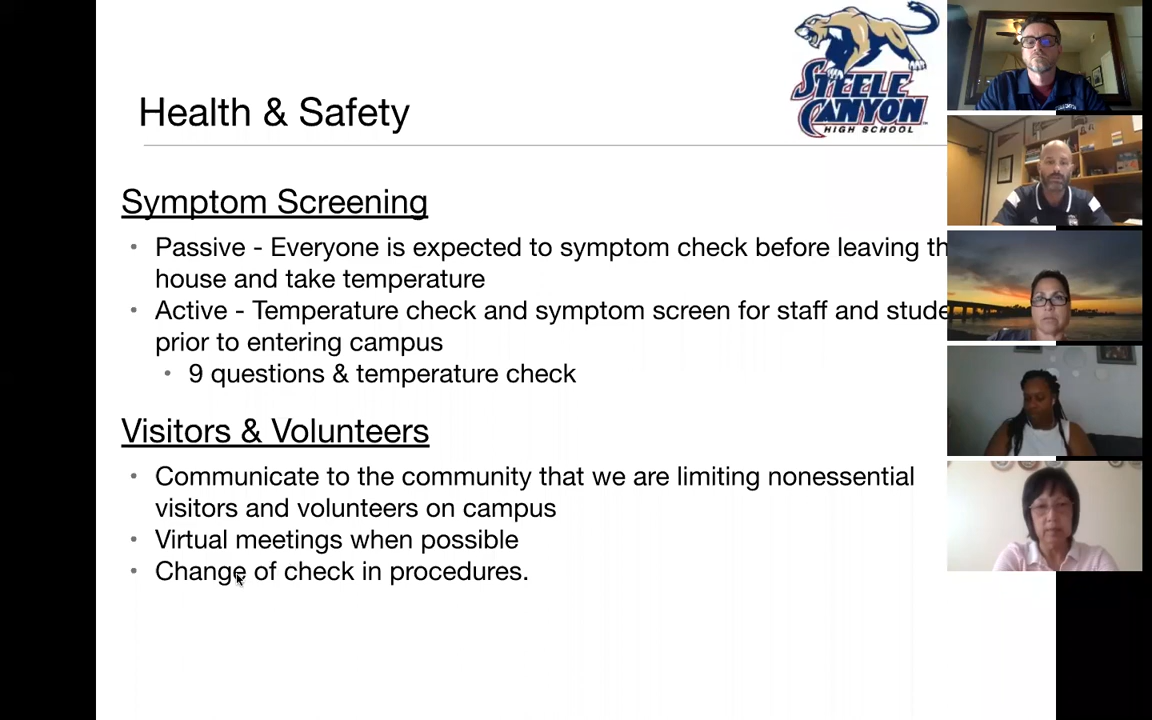 STEELE
CANYON
HIGH SCHOOL
Health & Safety
Symptom Screening
Passive - Everyone is expected to symptom check before leaving
house and take temperature
Active - Temperature check and symptom screen for staff and
prior to entering campus
9 questions & temperature check
Visitors & Volunteers
Communicate to the community that we are limiting nonessential
visitors and volunteers on campus
Virtual meetings when possible
Change of check in procedures.